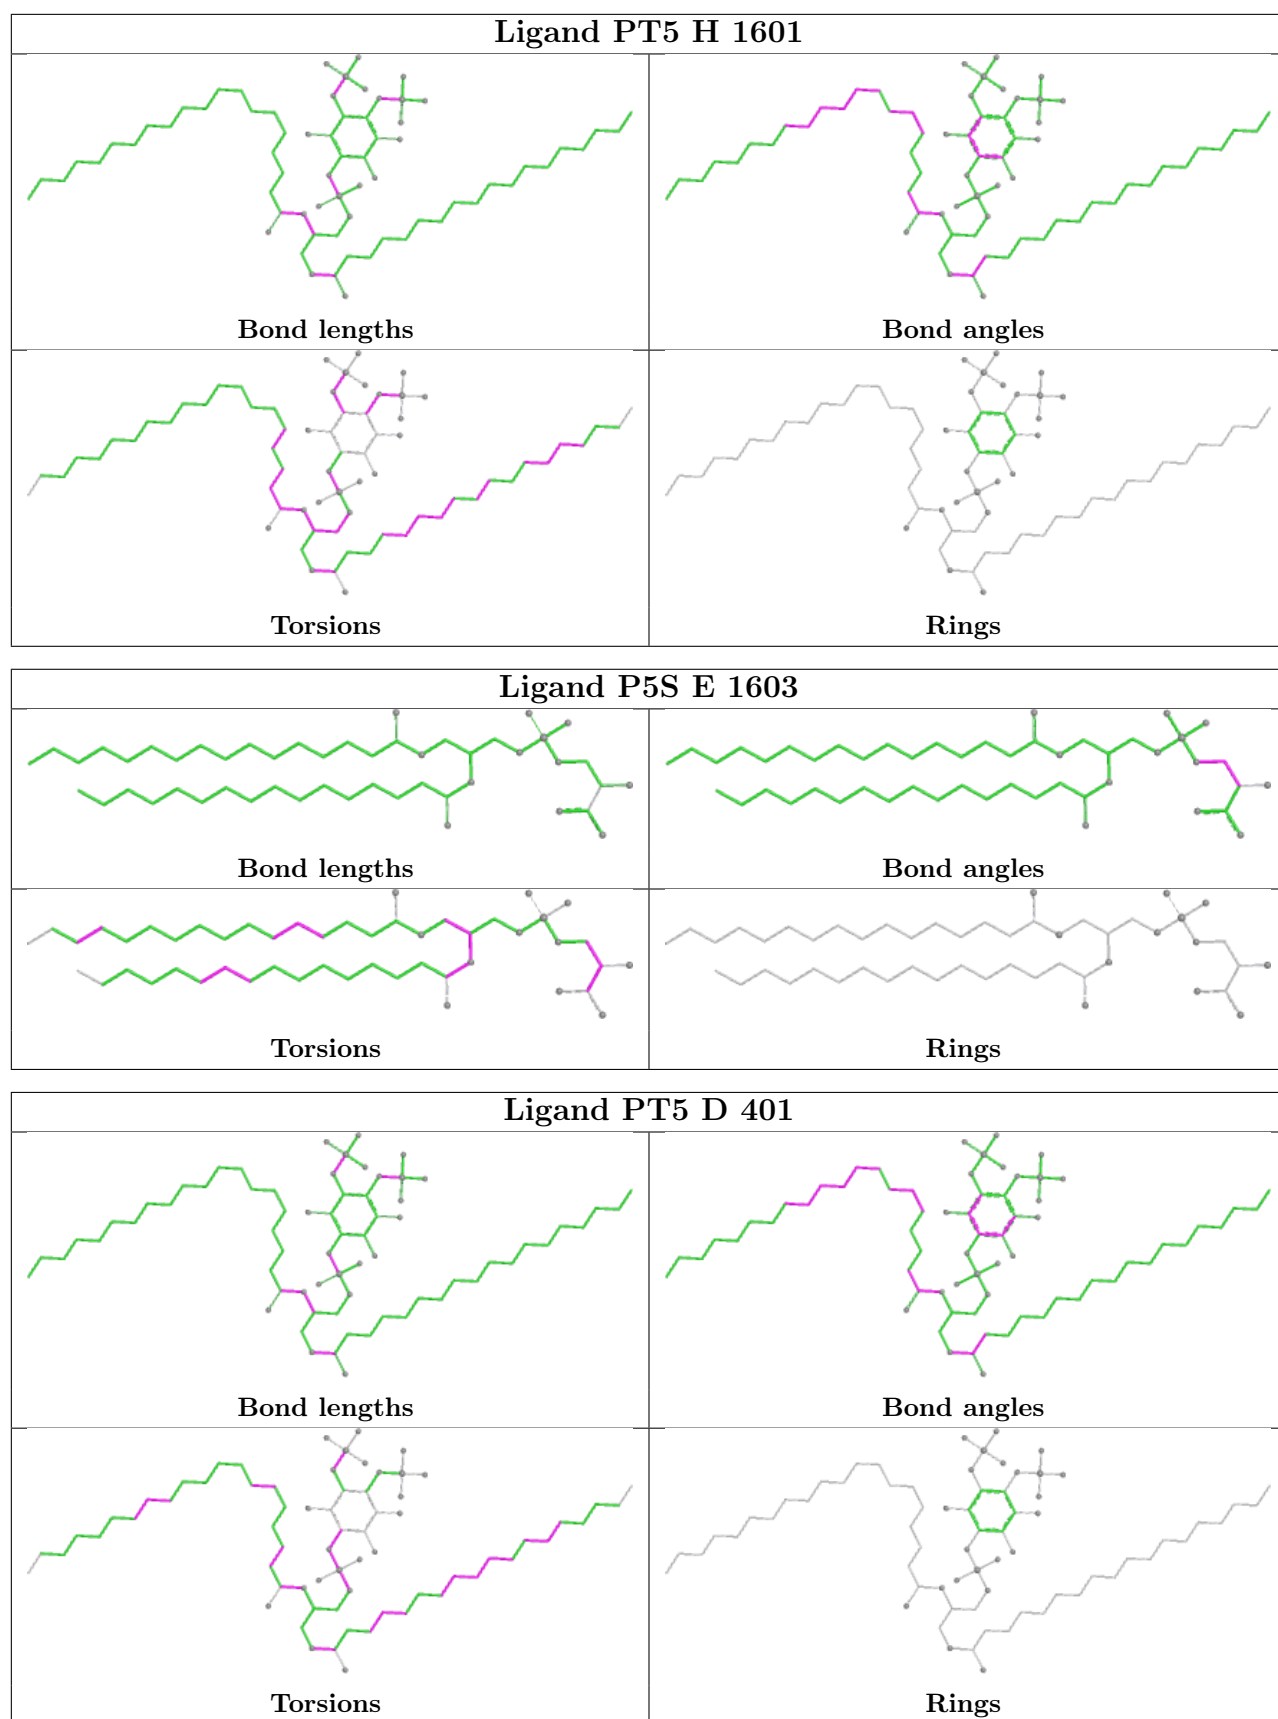 Ligand PT5 H 1601
Bond lengths
Bond angles
Torsions
Rings
Ligand P5S E 1603
Bond lengths
Bond angles
Torsions
Rings
Ligand PT5 D 401
Bond lengths
Bond angles
Torsions
Rings